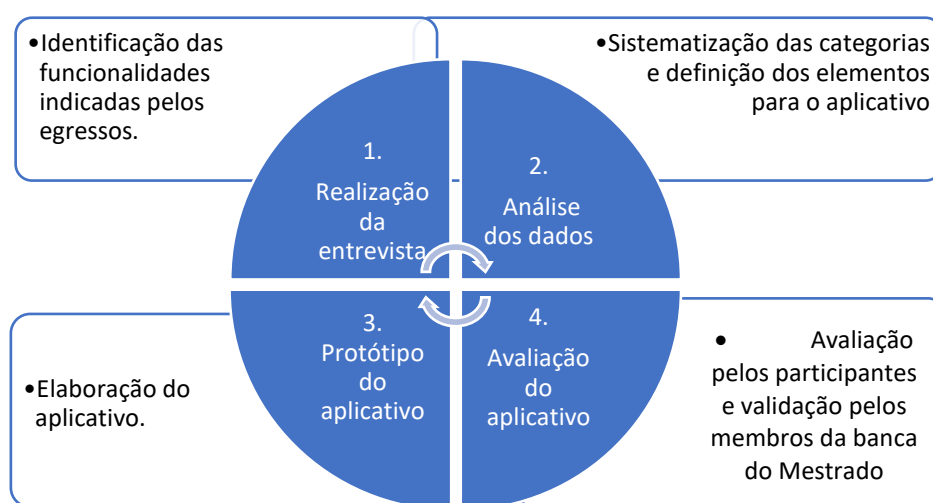 •Identificação das
funcionalidades
indicadas pelos
egressos.
•Sistematização das categorias
e definição dos elementos
para o aplicativo
1.
Realização
da
entrevista
2.
Análise
dos dados
3.
Protótipo
do
aplicativo
4.
Avaliação
do
aplicativo
•Elaboração do
aplicativo.
• Avaliação
pelos participantes
e validação pelos
membros da banca
do Mestrado